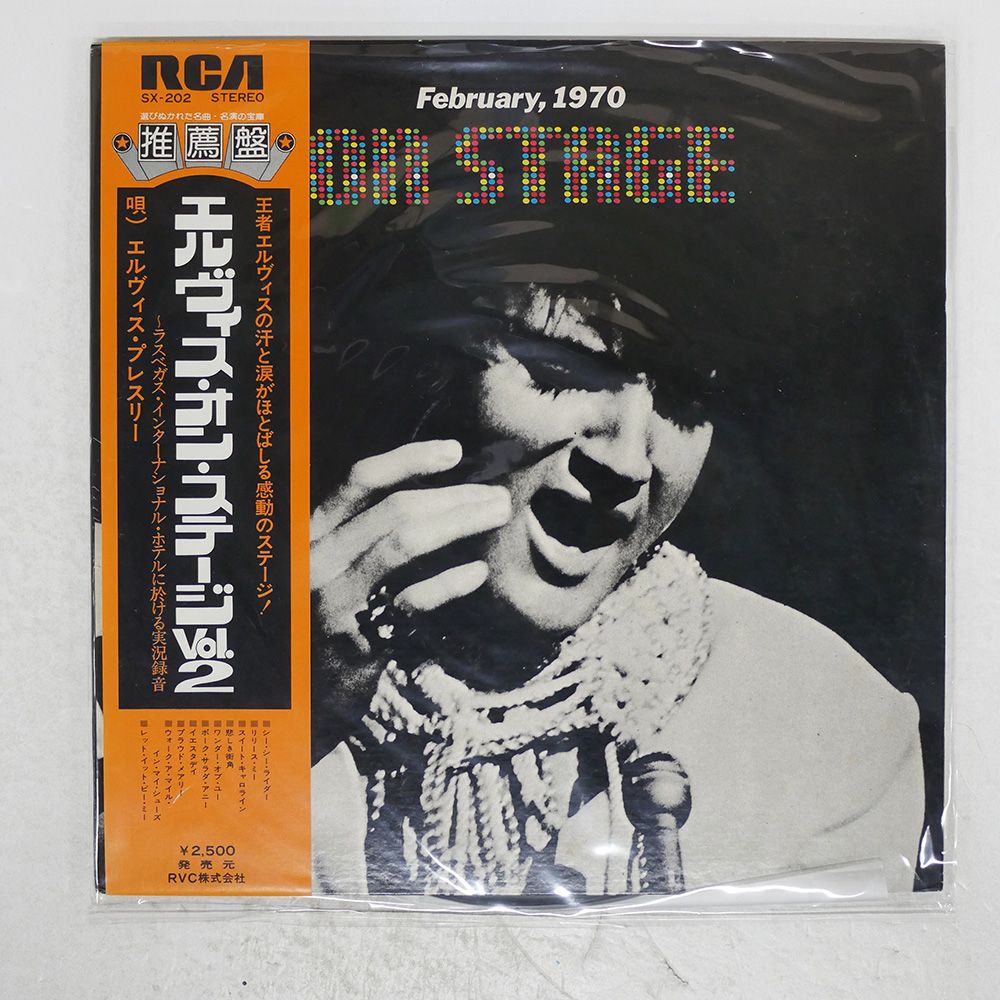 RCA
SX-202 STEREO
選びぬかれた名曲・名演の宝庫
推薦盤
王者エルヴィスの汗と涙がほとばしる感動のステージ!
エルヴィス・オン・ステージVol.2
〜ラスベガス・インターナショナル・ホテルに於ける実況録音
唄) エルヴィス・プレスリー
シー・シー・ライダー
リリース・ミー
スイート・キャロライン
悲しき街角
ワンダー・オブ・ユー
ポーク・サラダ・アニー
イエスタデイ
プラウド・メアリー
ウォーク・ア・マイル・
イン・マイ・シューズ
レット・イット・ビー・ミー
¥2,500
発売元
RVC株式会社
February, 1970
ON STAGE